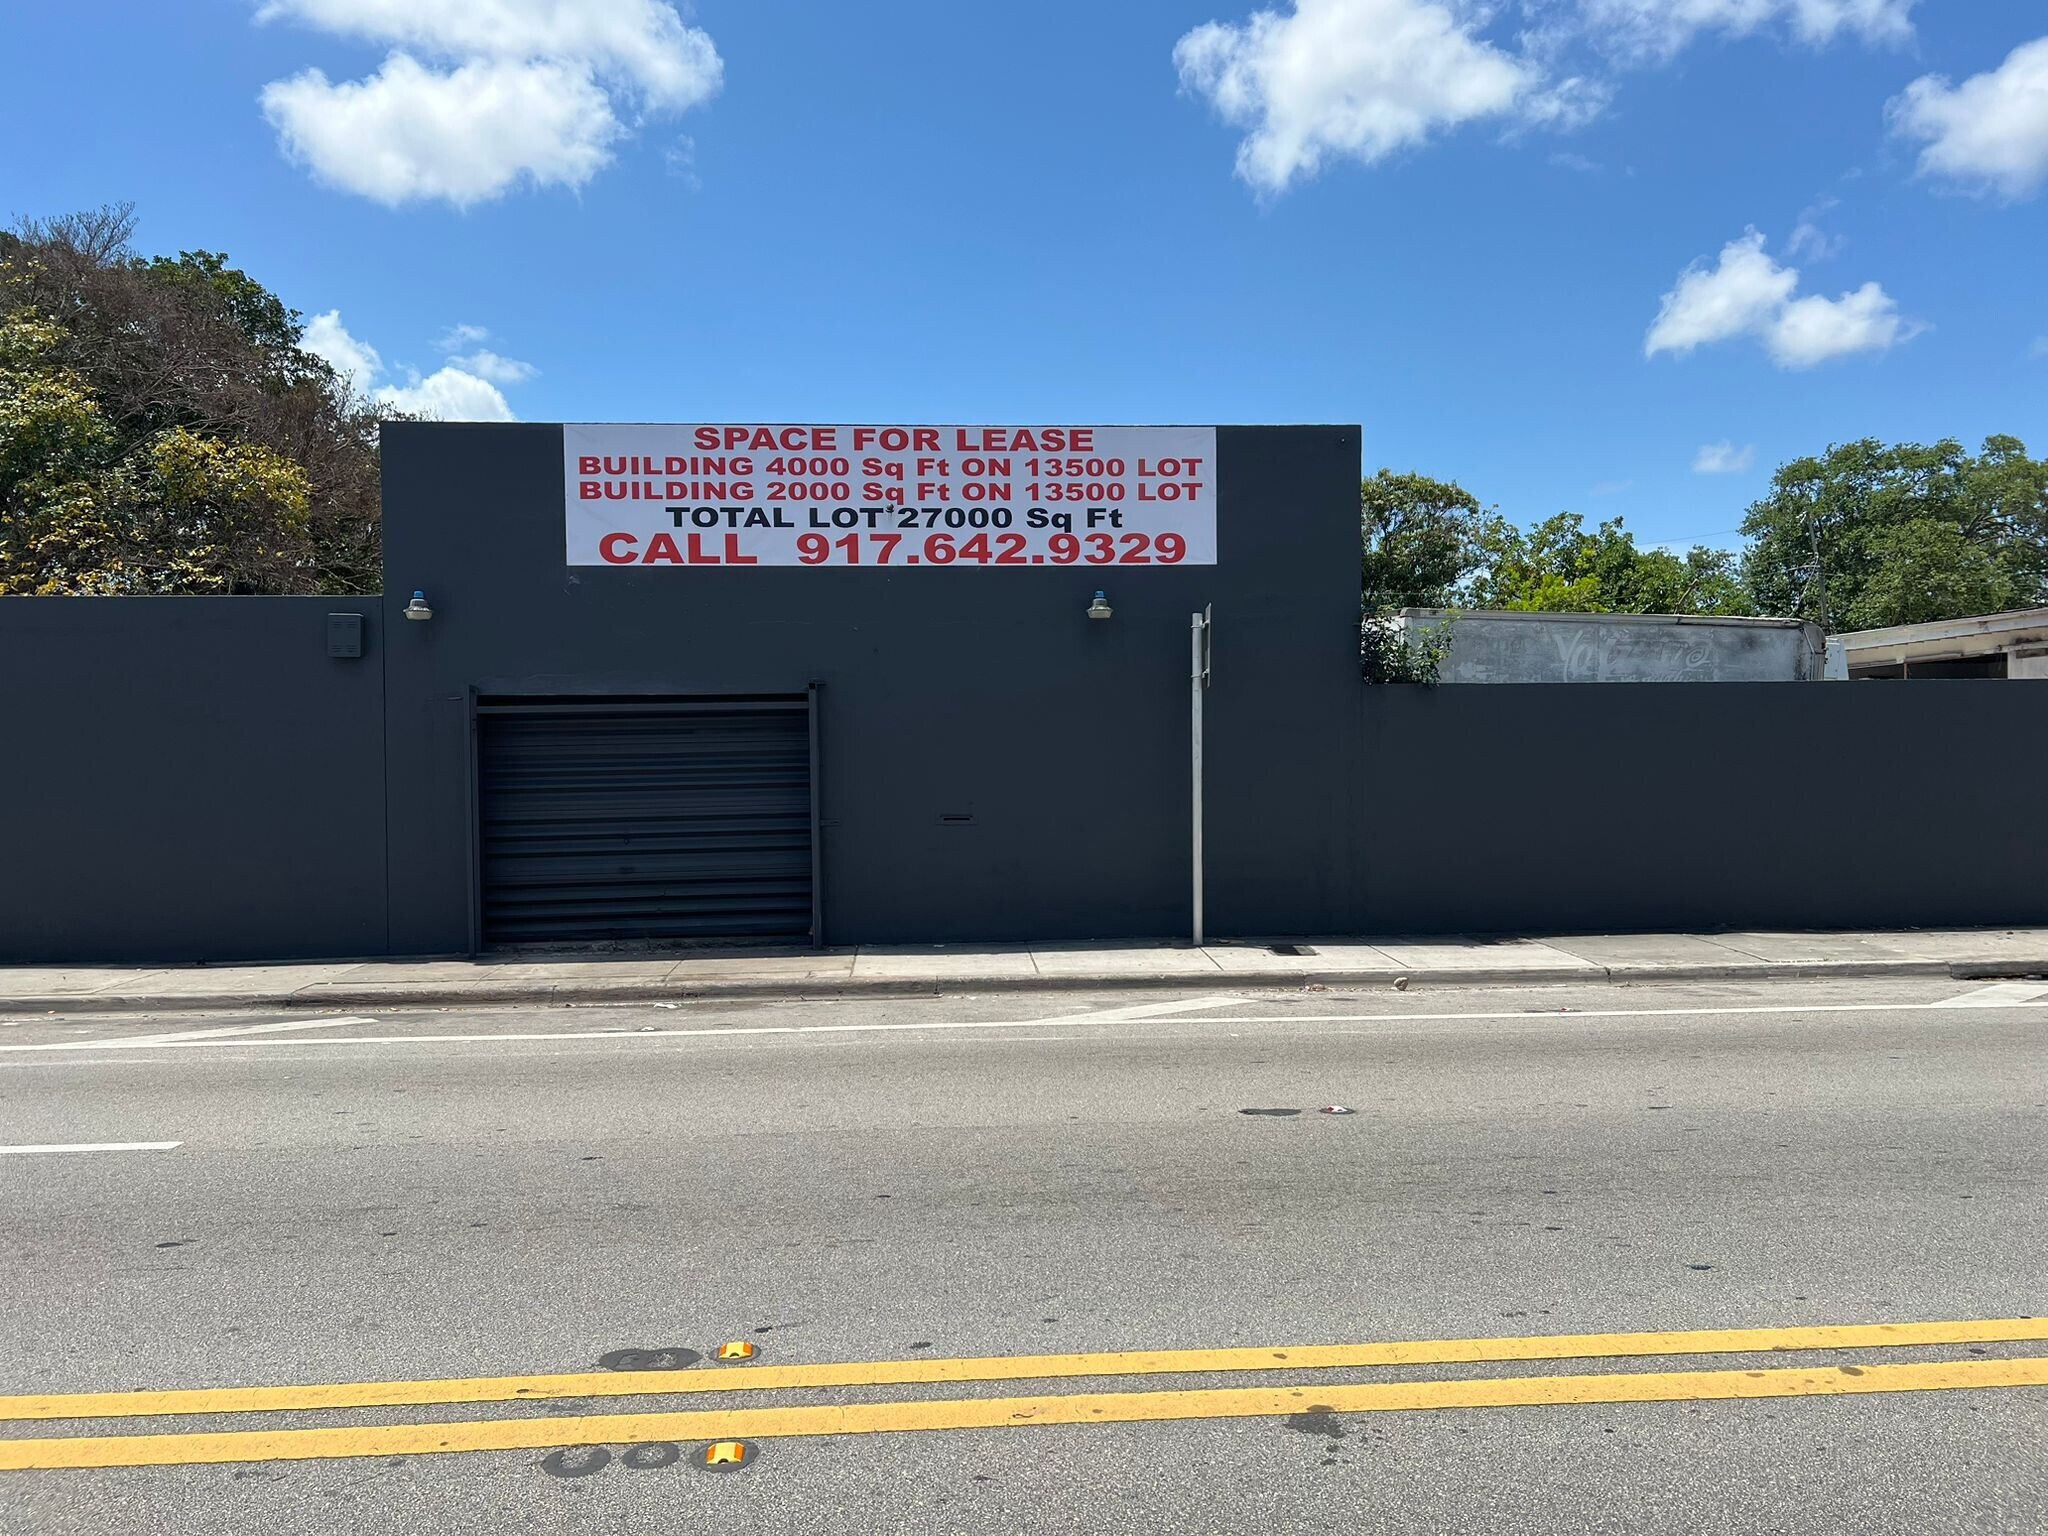 SPACE FOR LEASE
BUILDING 4000 Sq Ft ON 13500 LOT
BUILDING 2000 Sq Ft ON 13500 LOT
TOTAL LOT 27000 Sq Ft
CALL 917.642.9329